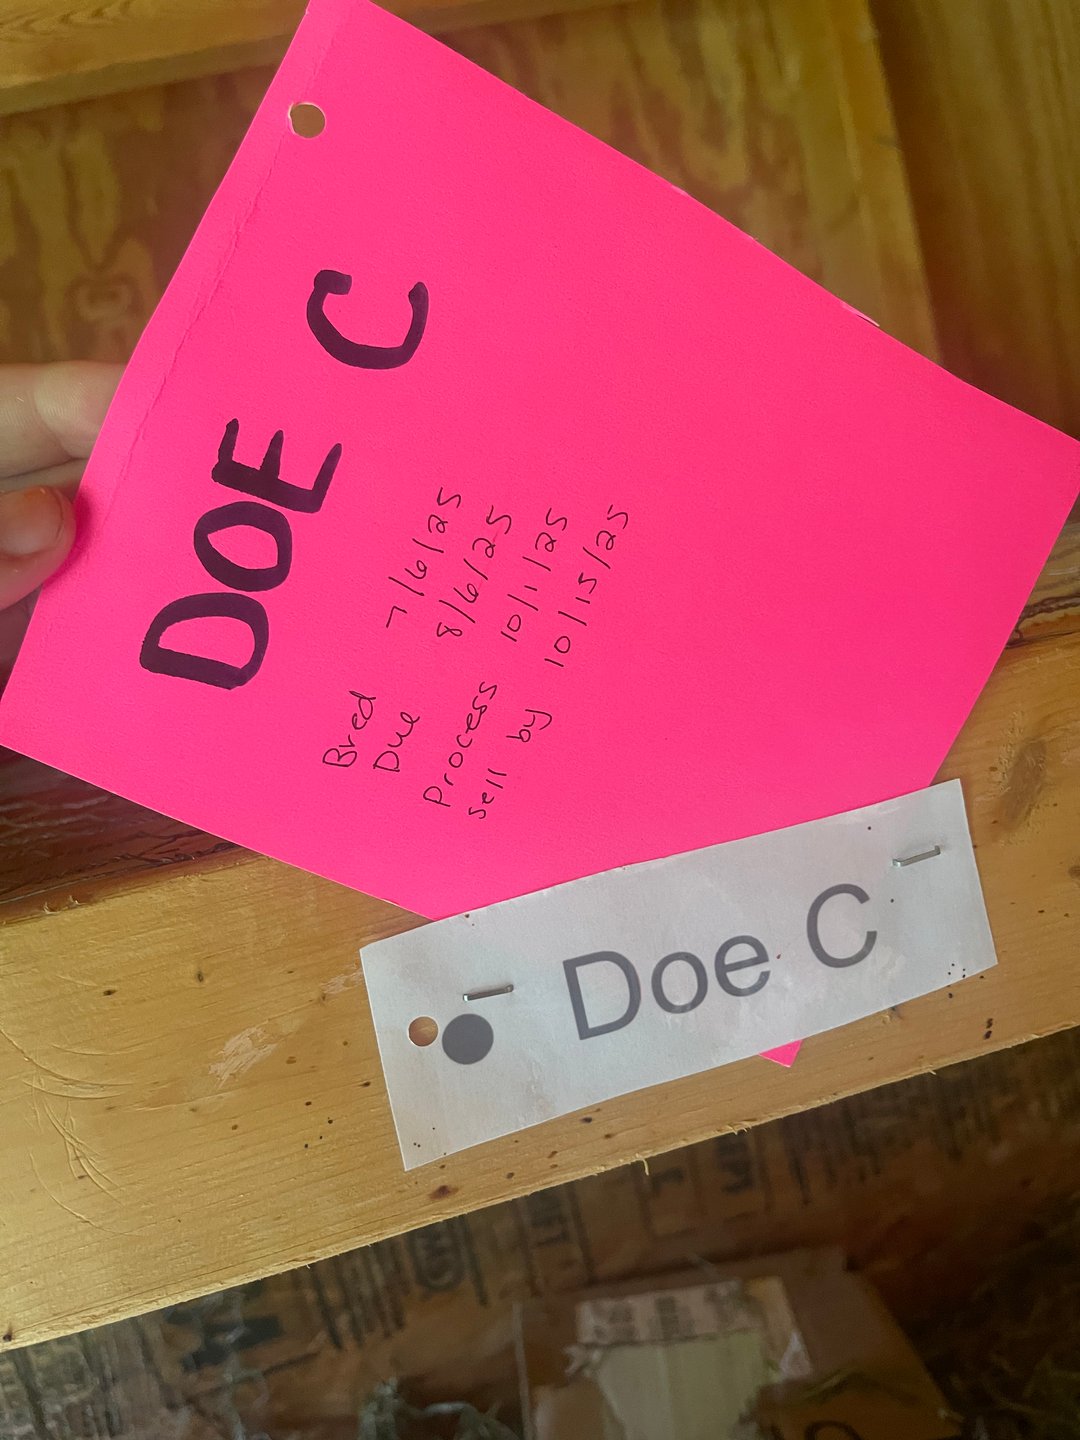 DOE C
Bred 7/6/25
Due 8/6/25
Process 10/1/25
Sell by 10/15/25
Doe C